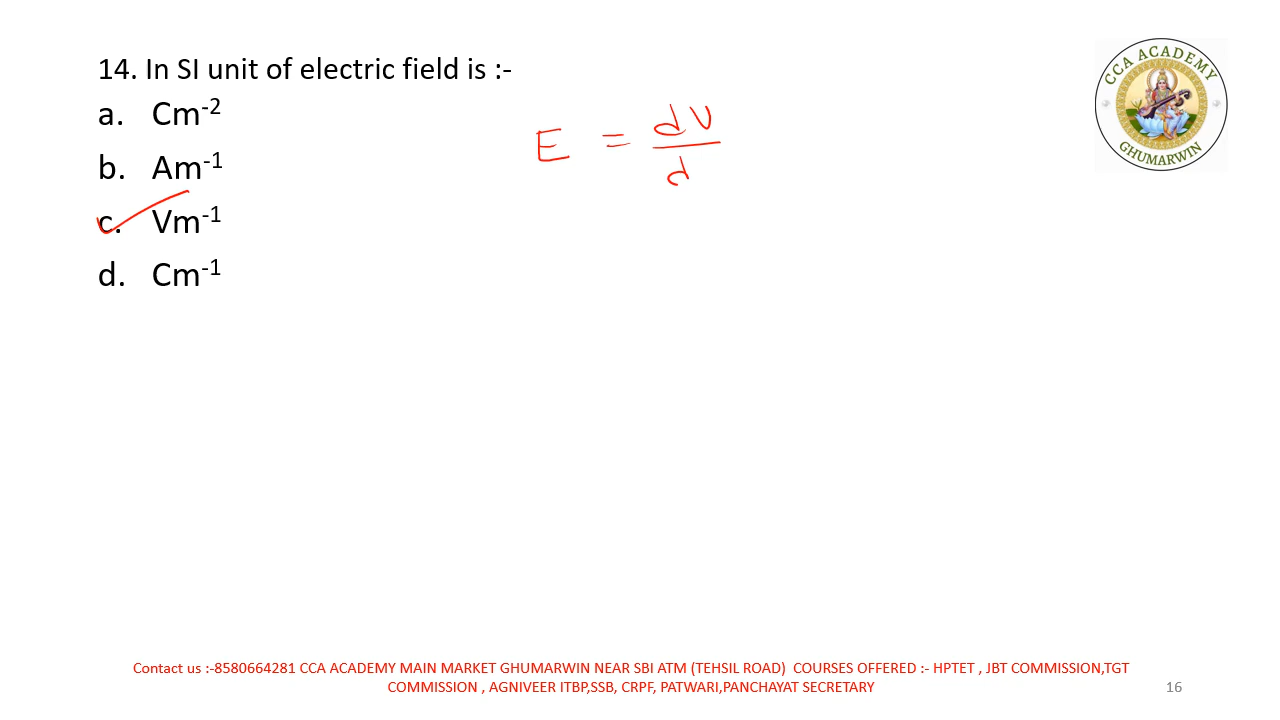 14. In SI unit of electric field is :-
a. Cm⁻²
b. Am⁻¹
c. Vm⁻¹
d. Cm⁻¹
E = dV
d
CCA ACADEMY
GHUMARWIN
Contact us :-8580664281 CCA ACADEMY MAIN MARKET GHUMARWIN NEAR SBI ATM (TEHSIL ROAD) COURSES OFFERED :- HPTET , JBT COMMISSION,TGT
COMMISSION , AGNIVEER ITBP,SSB, CRPF, PATWARI,PANCHAYAT SECRETARY
16